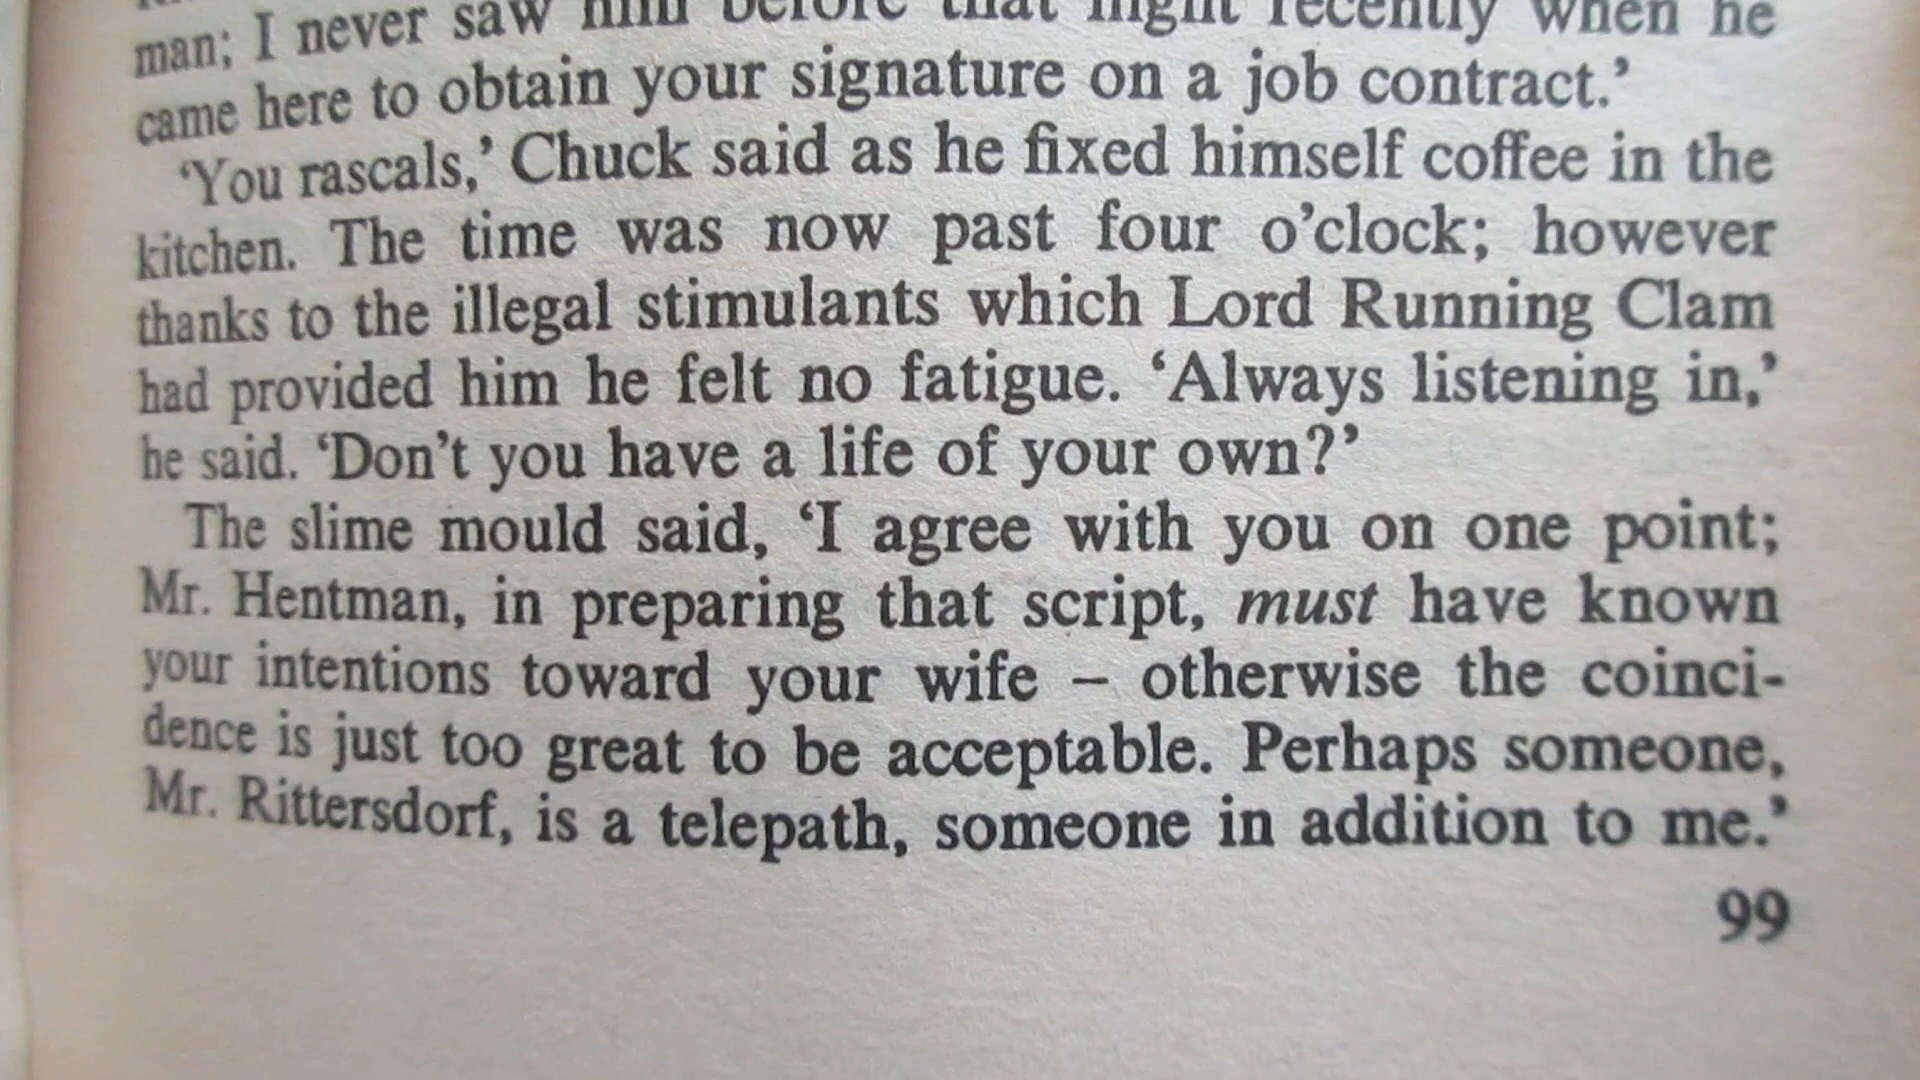 man; I never saw him before that night recently when he
came here to obtain your signature on a job contract.’
‘You rascals,’ Chuck said as he fixed himself coffee in the
kitchen. The time was now past four o’clock; however
thanks to the illegal stimulants which Lord Running Clam
had provided him he felt no fatigue. ‘Always listening in,’
he said. ‘Don’t you have a life of your own?’
The slime mould said, ‘I agree with you on one point;
Mr. Hentman, in preparing that script, must have known
your intentions toward your wife – otherwise the coinci-
dence is just too great to be acceptable. Perhaps someone,
Mr. Rittersdorf, is a telepath, someone in addition to me.’
99